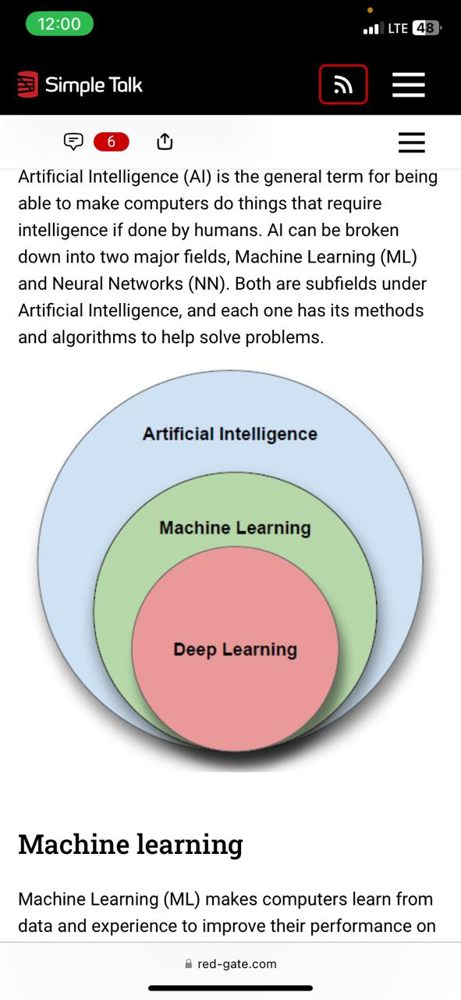 12:00
LTE 48
Simple Talk
6
Artificial Intelligence (AI) is the general term for being
able to make computers do things that require
intelligence if done by humans. AI can be broken
down into two major fields, Machine Learning (ML)
and Neural Networks (NN). Both are subfields under
Artificial Intelligence, and each one has its methods
and algorithms to help solve problems.
Artificial Intelligence
Machine Learning
Deep Learning
Machine learning
Machine Learning (ML) makes computers learn from
data and experience to improve their performance on
red-gate.com